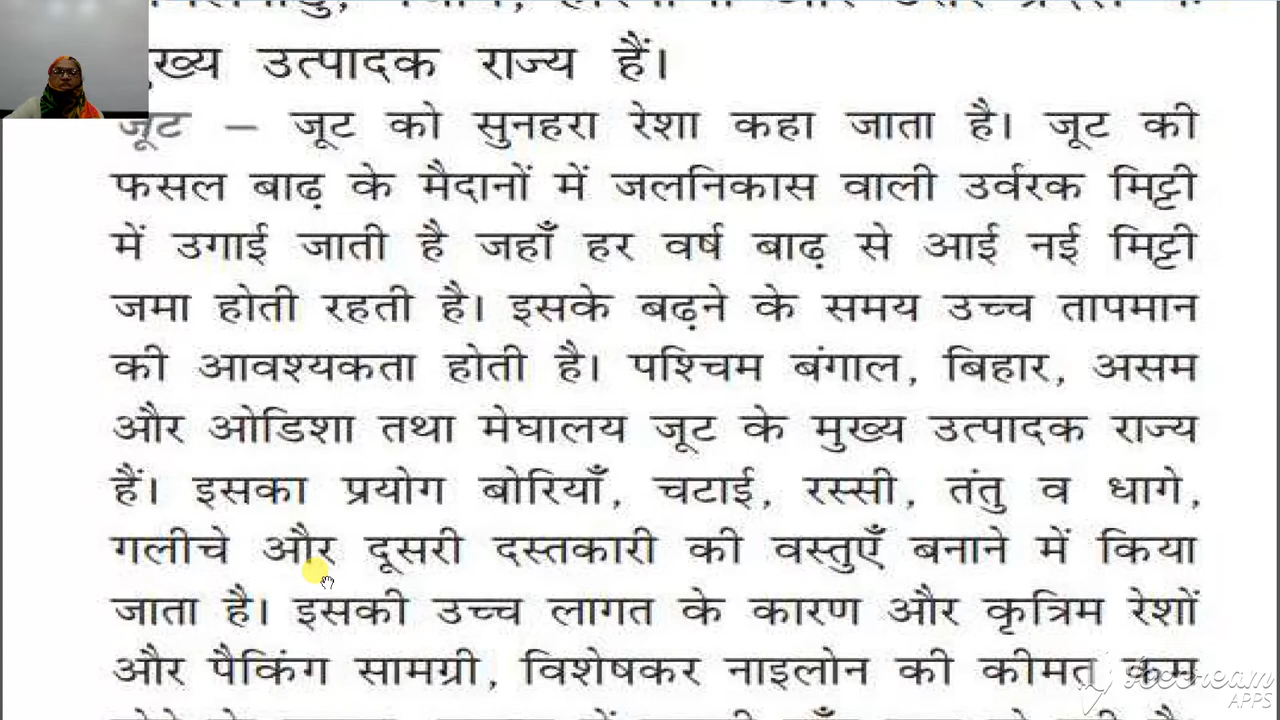 मुख्य उत्पादक राज्य हैं।
जूट – जूट को सुनहरा रेशा कहा जाता है। जूट की
फसल बाढ़ के मैदानों में जलनिकास वाली उर्वरक मिट्टी
में उगाई जाती है जहाँ हर वर्ष बाढ़ से आई नई मिट्टी
जमा होती रहती है। इसके बढ़ने के समय उच्च तापमान
की आवश्यकता होती है। पश्चिम बंगाल, बिहार, असम
और ओडिशा तथा मेघालय जूट के मुख्य उत्पादक राज्य
हैं। इसका प्रयोग बोरियाँ, चटाई, रस्सी, तंतु व धागे,
गलीचे और दूसरी दस्तकारी की वस्तुएँ बनाने में किया
जाता है। इसकी उच्च लागत के कारण और कृत्रिम रेशों
और पैकिंग सामग्री, विशेषकर नाइलोन की कीमत कम
APPS